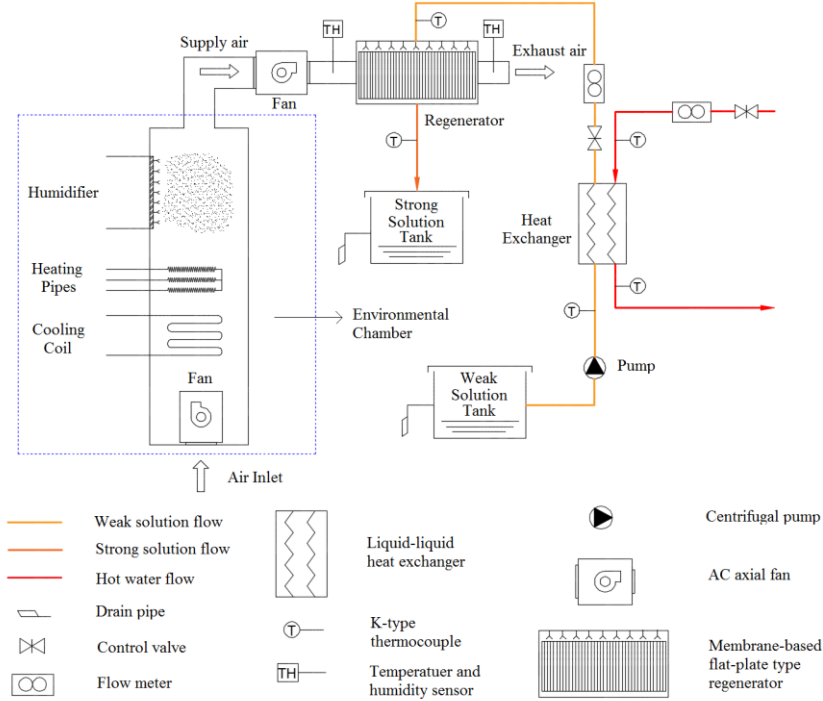 Supply air
TH
T
TH
Exhaust air
Fan
Regenerator
T
T
Humidifier
Strong
Solution
Tank
Heat
Exchanger
Heating
Pipes
T
T
Environmental
Chamber
Cooling
Coil
Fan
Weak
Solution
Tank
Pump
Air Inlet
Weak solution flow
Strong solution flow
Hot water flow
Drain pipe
Control valve
Flow meter
Liquid-liquid
heat exchanger
T
K-type
thermocouple
TH
Temperatuer and
humidity sensor
Centrifugal pump
AC axial fan
Membrane-based
flat-plate type
regenerator